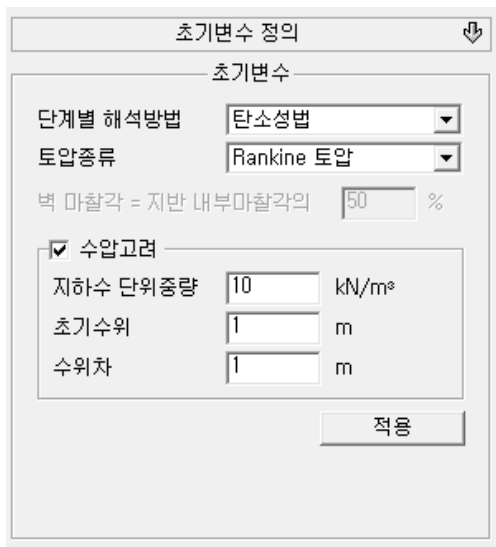 초기변수 정의
초기변수
단계별 해석방법 탄소성법
토압종류 Rankine 토압
벽 마찰각 = 지반 내부마찰각의 50 %
수압고려
지하수 단위중량 10 kN/m³
초기수위 1 m
수위차 1 m
적용